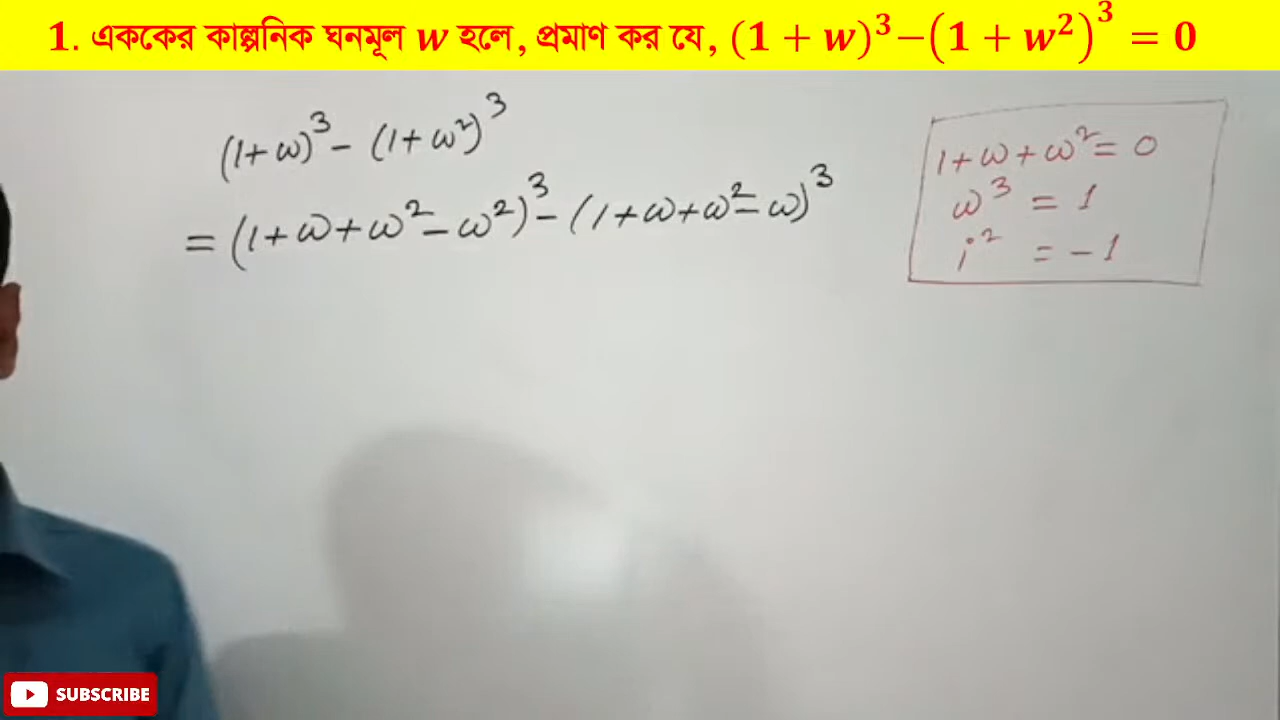 1. এককের কাল্পনিক ঘনমূল w হলে, প্রমাণ কর যে, (1 + w)³−(1 + w²)³ = 0
(1+ω)³ − (1+ω²)³
= (1+ω+ω²−ω²)³ − (1+ω+ω²−ω)³
1+ω+ω² = 0
ω³ = 1
i² = −1
SUBSCRIBE